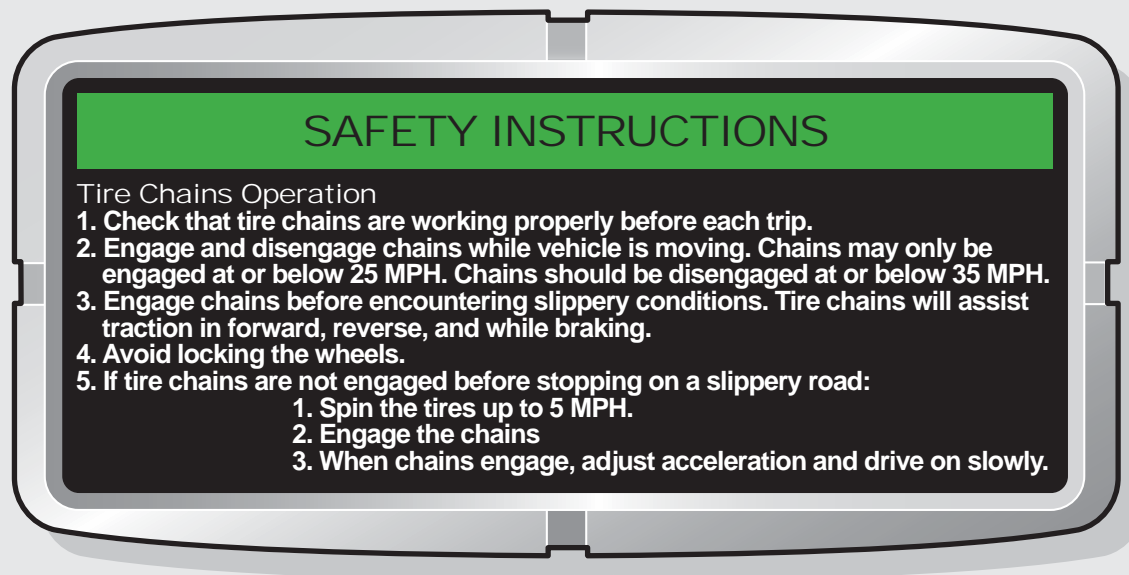 SAFETY INSTRUCTIONS
Tire Chains Operation
1. Check that tire chains are working properly before each trip.
2. Engage and disengage chains while vehicle is moving. Chains may only be
engaged at or below 25 MPH. Chains should be disengaged at or below 35 MPH.
3. Engage chains before encountering slippery conditions. Tire chains will assist
traction in forward, reverse, and while braking.
4. Avoid locking the wheels.
5. If tire chains are not engaged before stopping on a slippery road:
1. Spin the tires up to 5 MPH.
2. Engage the chains
3. When chains engage, adjust acceleration and drive on slowly.